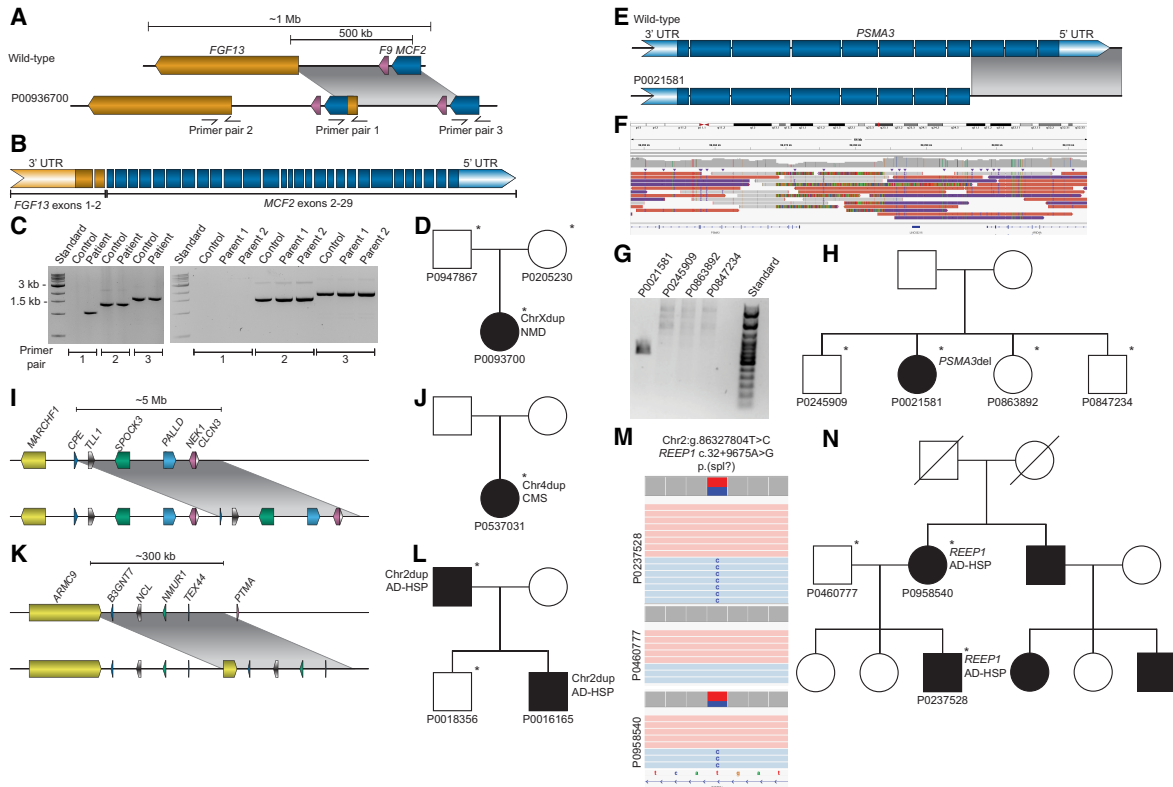 A
~1 Mb
500 kb
FGF13
F9 MCF2
Wild-type
P00936700
Primer pair 2
Primer pair 1
Primer pair 3
B
3' UTR
5' UTR
FGF13 exons 1-2
MCF2 exons 2-29
C
Standard
Control
Patient
Control
Patient
Control
Patient
Standard
Control
Parent 1
Parent 2
Control
Parent 1
Parent 2
Control
Parent 1
Parent 2
3 kb -
1.5 kb -
Primer pair
1
2
3
1
2
3
D
*
*
P0947867
P0205230
*
ChrXdup
NMD
P0093700
E
Wild-type
3' UTR
PSMA3
5' UTR
P0021581
F
G
P0021581
P0245909
P0863892
P0847234
Standard
H
*
*
*
*
PSMA3del
P0245909
P0021581
P0863892
P0847234
I
~5 Mb
MARCHF1
CPE
TLL1
SPOCK3
PALLD
NEK1
CLCN3
J
*
Chr4dup
CMS
P0537031
K
~300 kb
ARMC9
B3GNT7
NCL
NMUR1
TEX44
PTMA
L
*
Chr2dup
AD-HSP
*
Chr2dup
AD-HSP
P0018356
P0016165
M
Chr2:g.86327804T>C
REEP1 c.32+9675A>G
p.(spl?)
P0237528
C
C
C
C
C
C
P0460777
P0958540
C
C
t c a t g a t
N
*
*
REEP1
AD-HSP
P0460777
P0958540
*
REEP1
AD-HSP
P0237528